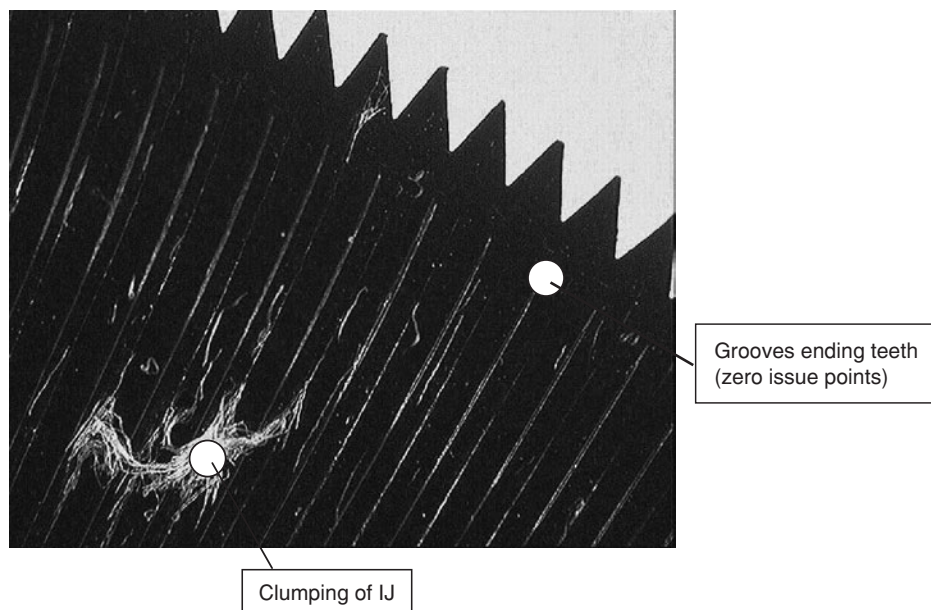 Grooves ending teeth
(zero issue points)
Clumping of IJ